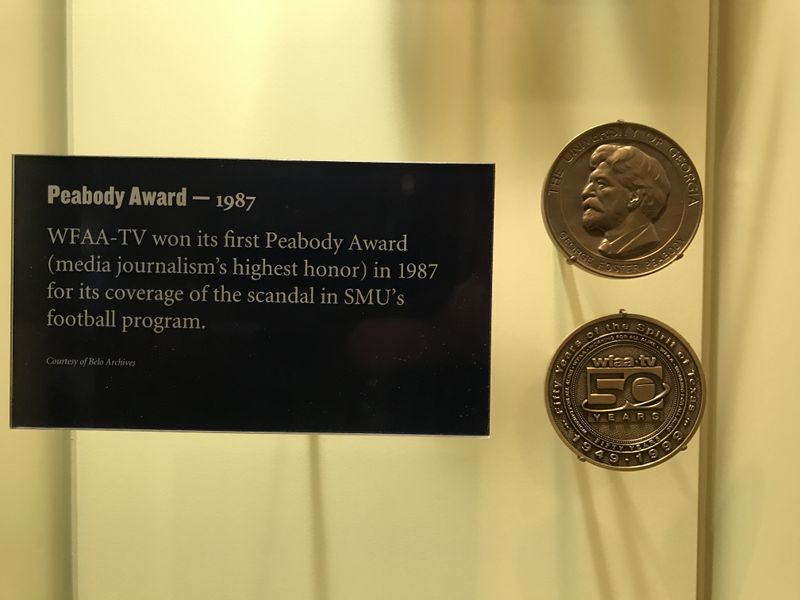 Peabody Award — 1987
WFAA-TV won its first Peabody Award
(media journalism's highest honor) in 1987
for its coverage of the scandal in SMU's
football program.
Courtesy of Belo Archives
THE UNIVERSITY OF GEORGIA
GEORGE FOSTER PEABODY
Fifty Years of the Spirit of Texas
wfaa.tv
50
YEARS
FIFTY YEARS
1949-1999